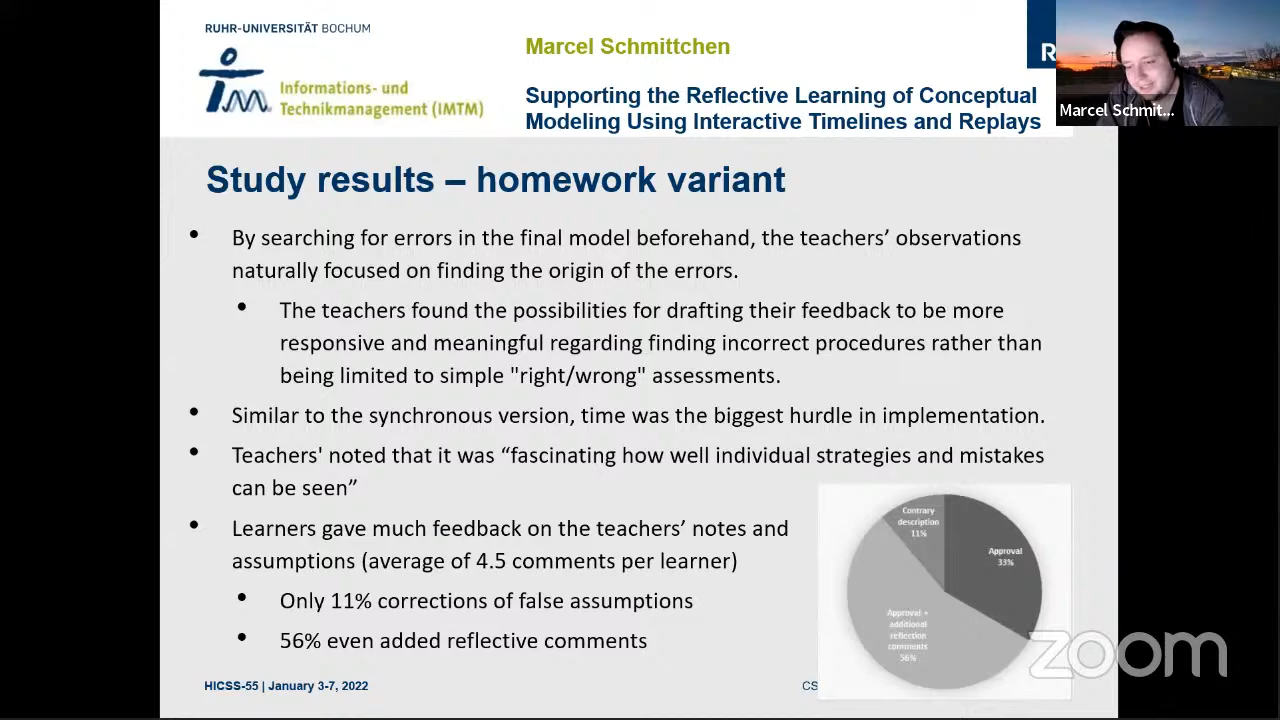 RUHR-UNIVERSITÄT BOCHUM
Informations- und
Technikmanagement (IMTM)
Marcel Schmittchen
Supporting the Reflective Learning of Conceptual
Modeling Using Interactive Timelines and Replays
R
Marcel Schmit...
Study results – homework variant
• By searching for errors in the final model beforehand, the teachers’ observations
naturally focused on finding the origin of the errors.
• The teachers found the possibilities for drafting their feedback to be more
responsive and meaningful regarding finding incorrect procedures rather than
being limited to simple "right/wrong" assessments.
• Similar to the synchronous version, time was the biggest hurdle in implementation.
• Teachers' noted that it was “fascinating how well individual strategies and mistakes
can be seen”
• Learners gave much feedback on the teachers’ notes and
assumptions (average of 4.5 comments per learner)
• Only 11% corrections of false assumptions
• 56% even added reflective comments
Contrary
description
11%
Approval
33%
Approval +
additional
reflection
comments
56%
HICSS-55 | January 3-7, 2022
CS
zoom